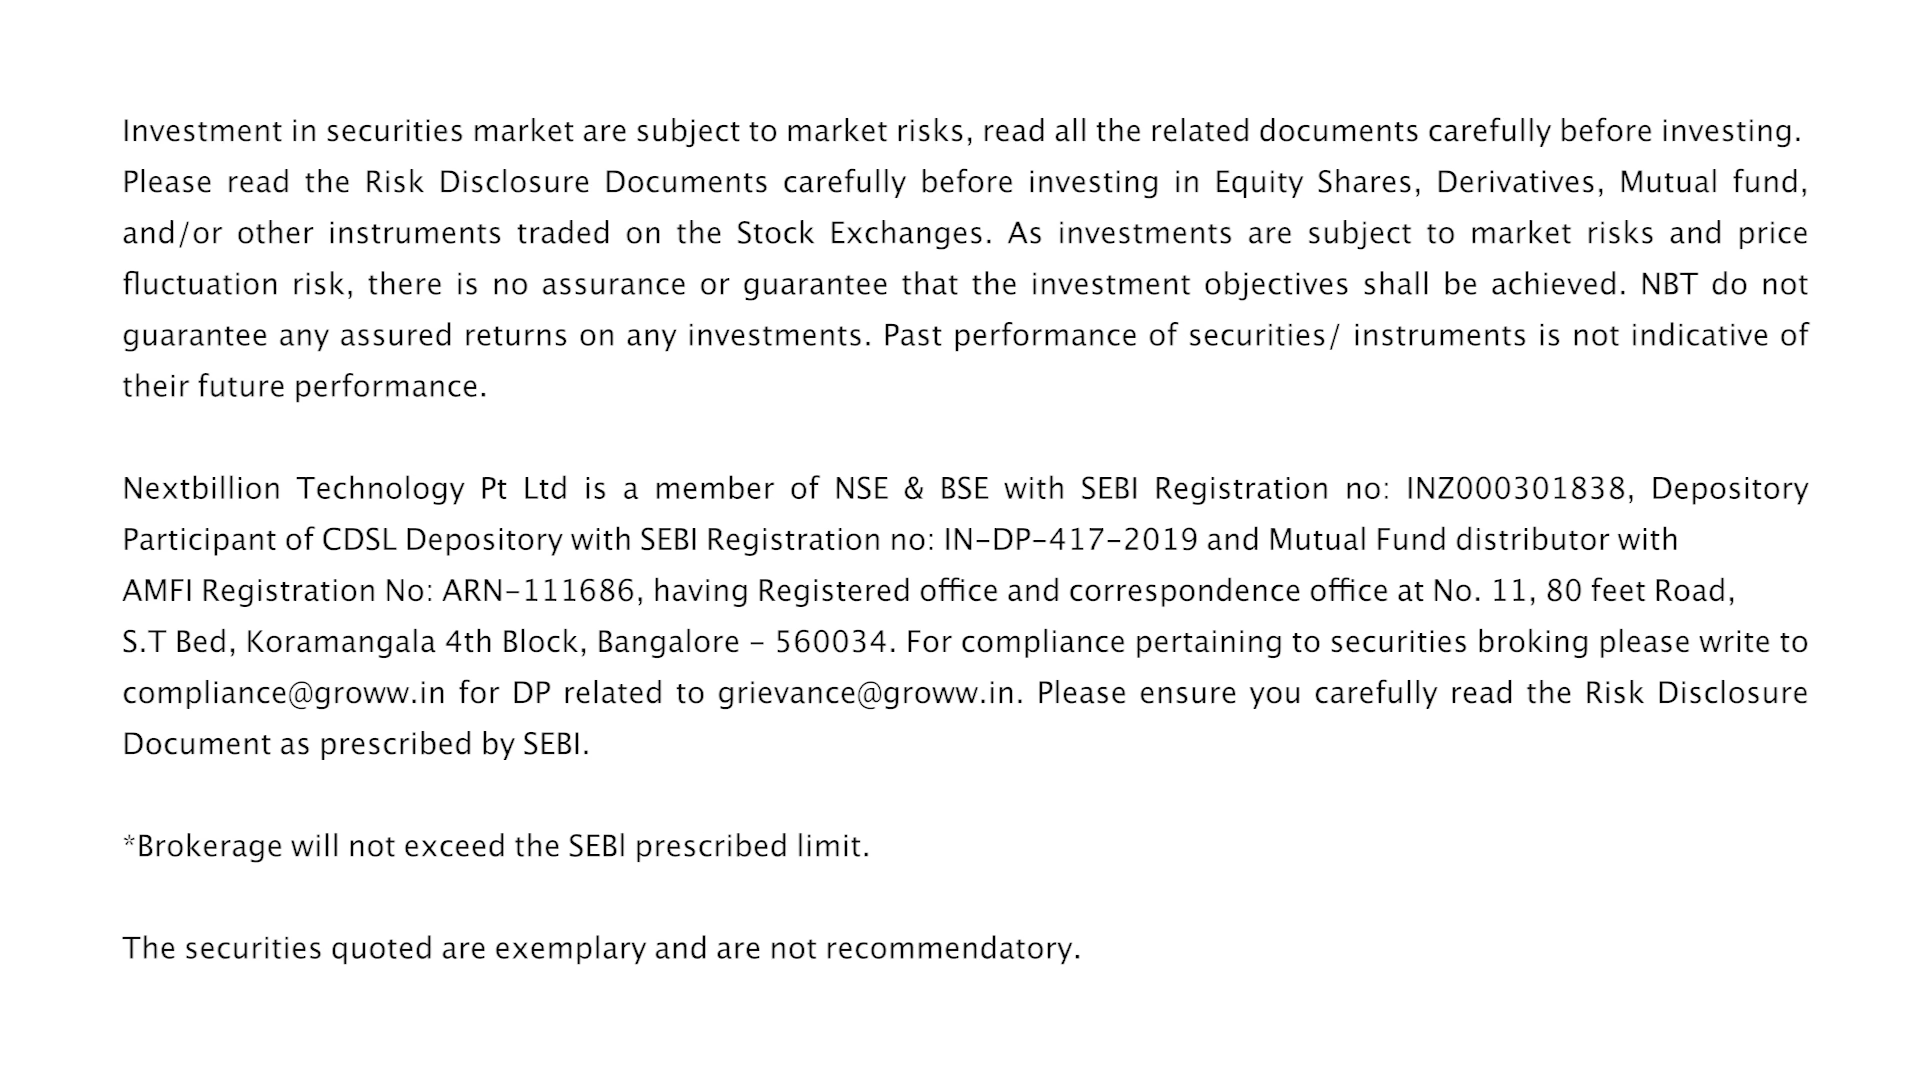 Investment in securities market are subject to market risks, read all the related documents carefully before investing.
Please read the Risk Disclosure Documents carefully before investing in Equity Shares, Derivatives, Mutual fund,
and/or other instruments traded on the Stock Exchanges. As investments are subject to market risks and price
fluctuation risk, there is no assurance or guarantee that the investment objectives shall be achieved. NBT do not
guarantee any assured returns on any investments. Past performance of securities/ instruments is not indicative of
their future performance.
Nextbillion Technology Pt Ltd is a member of NSE & BSE with SEBI Registration no: INZ000301838, Depository
Participant of CDSL Depository with SEBI Registration no: IN-DP-417-2019 and Mutual Fund distributor with
AMFI Registration No: ARN-111686, having Registered office and correspondence office at No. 11, 80 feet Road,
S.T Bed, Koramangala 4th Block, Bangalore - 560034. For compliance pertaining to securities broking please write to
compliance@groww.in for DP related to grievance@groww.in. Please ensure you carefully read the Risk Disclosure
Document as prescribed by SEBI.
*Brokerage will not exceed the SEBl prescribed limit.
The securities quoted are exemplary and are not recommendatory.